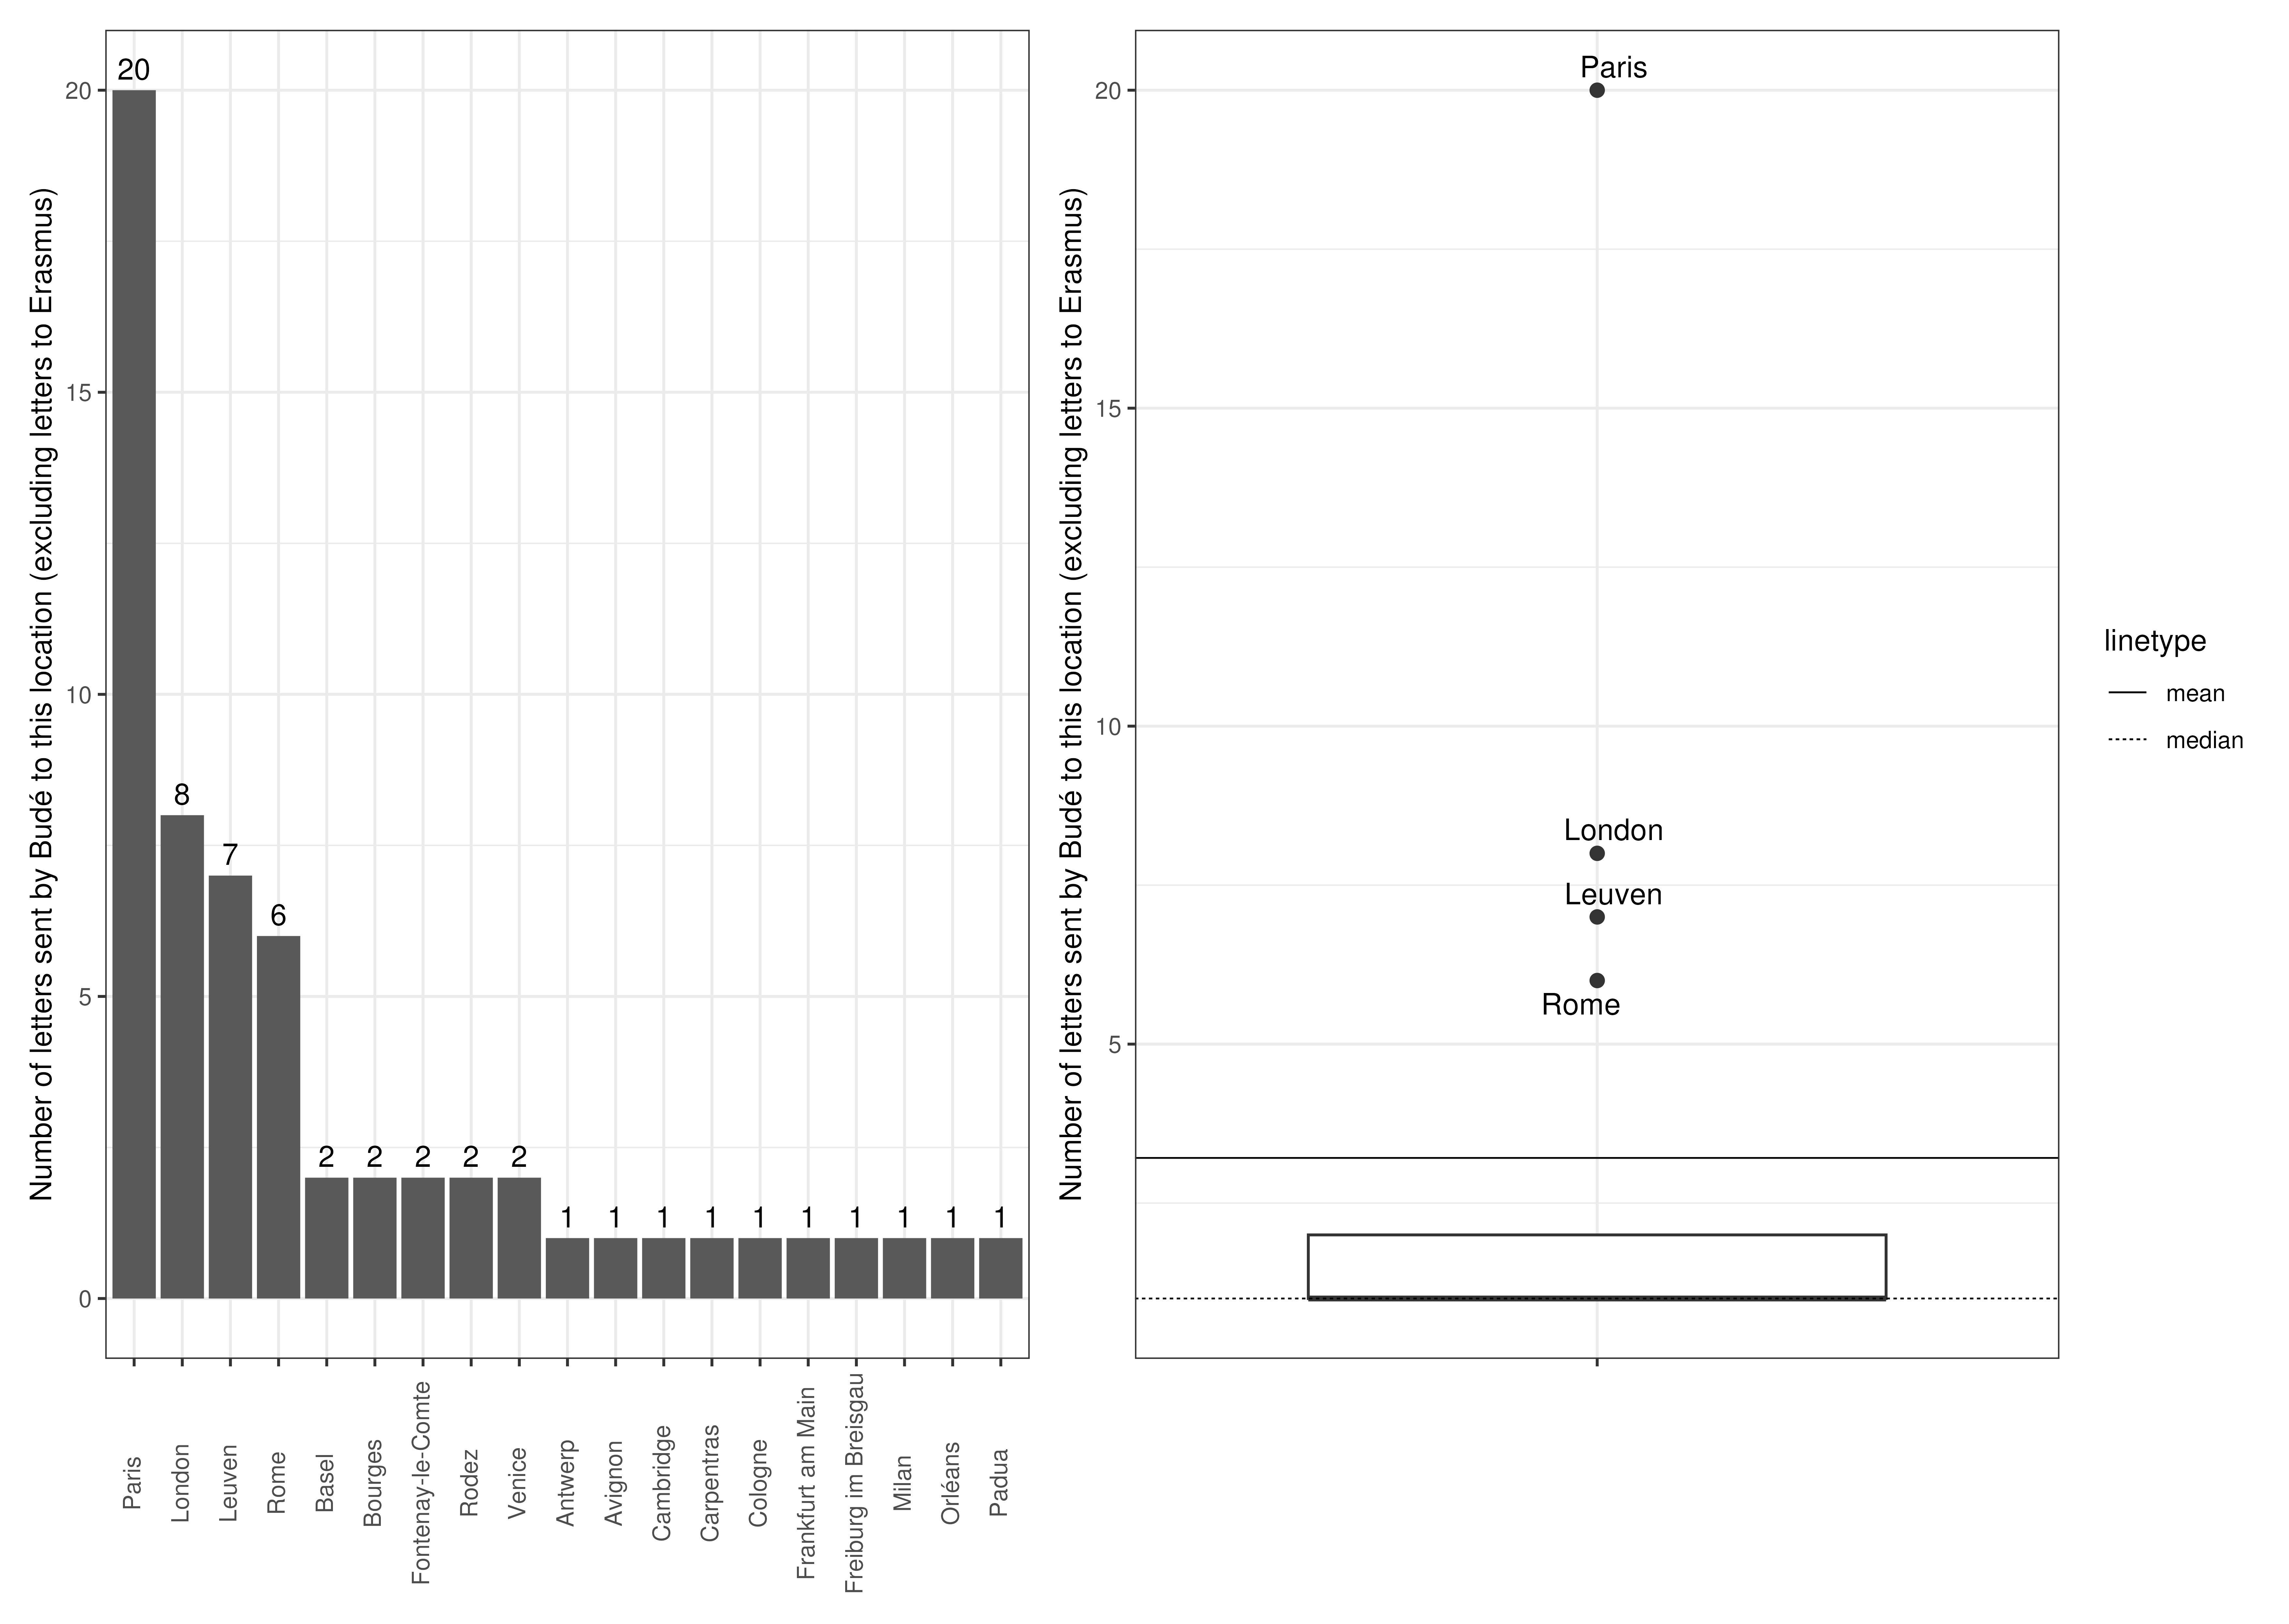 Number of letters sent by Budé to this location (excluding letters to Erasmus)
20
15
10
5
0
20
8
7
6
2
2
2
2
2
1
1
1
1
1
1
1
1
1
1
Paris
London
Leuven
Rome
Basel
Bourges
Fontenay-le-Comte
Rodez
Venice
Antwerp
Avignon
Cambridge
Carpentras
Cologne
Frankfurt am Main
Freiburg im Breisgau
Milan
Orléans
Padua
Number of letters sent by Budé to this location (excluding letters to Erasmus)
20
15
10
5
Paris
London
Leuven
Rome
linetype
mean
median